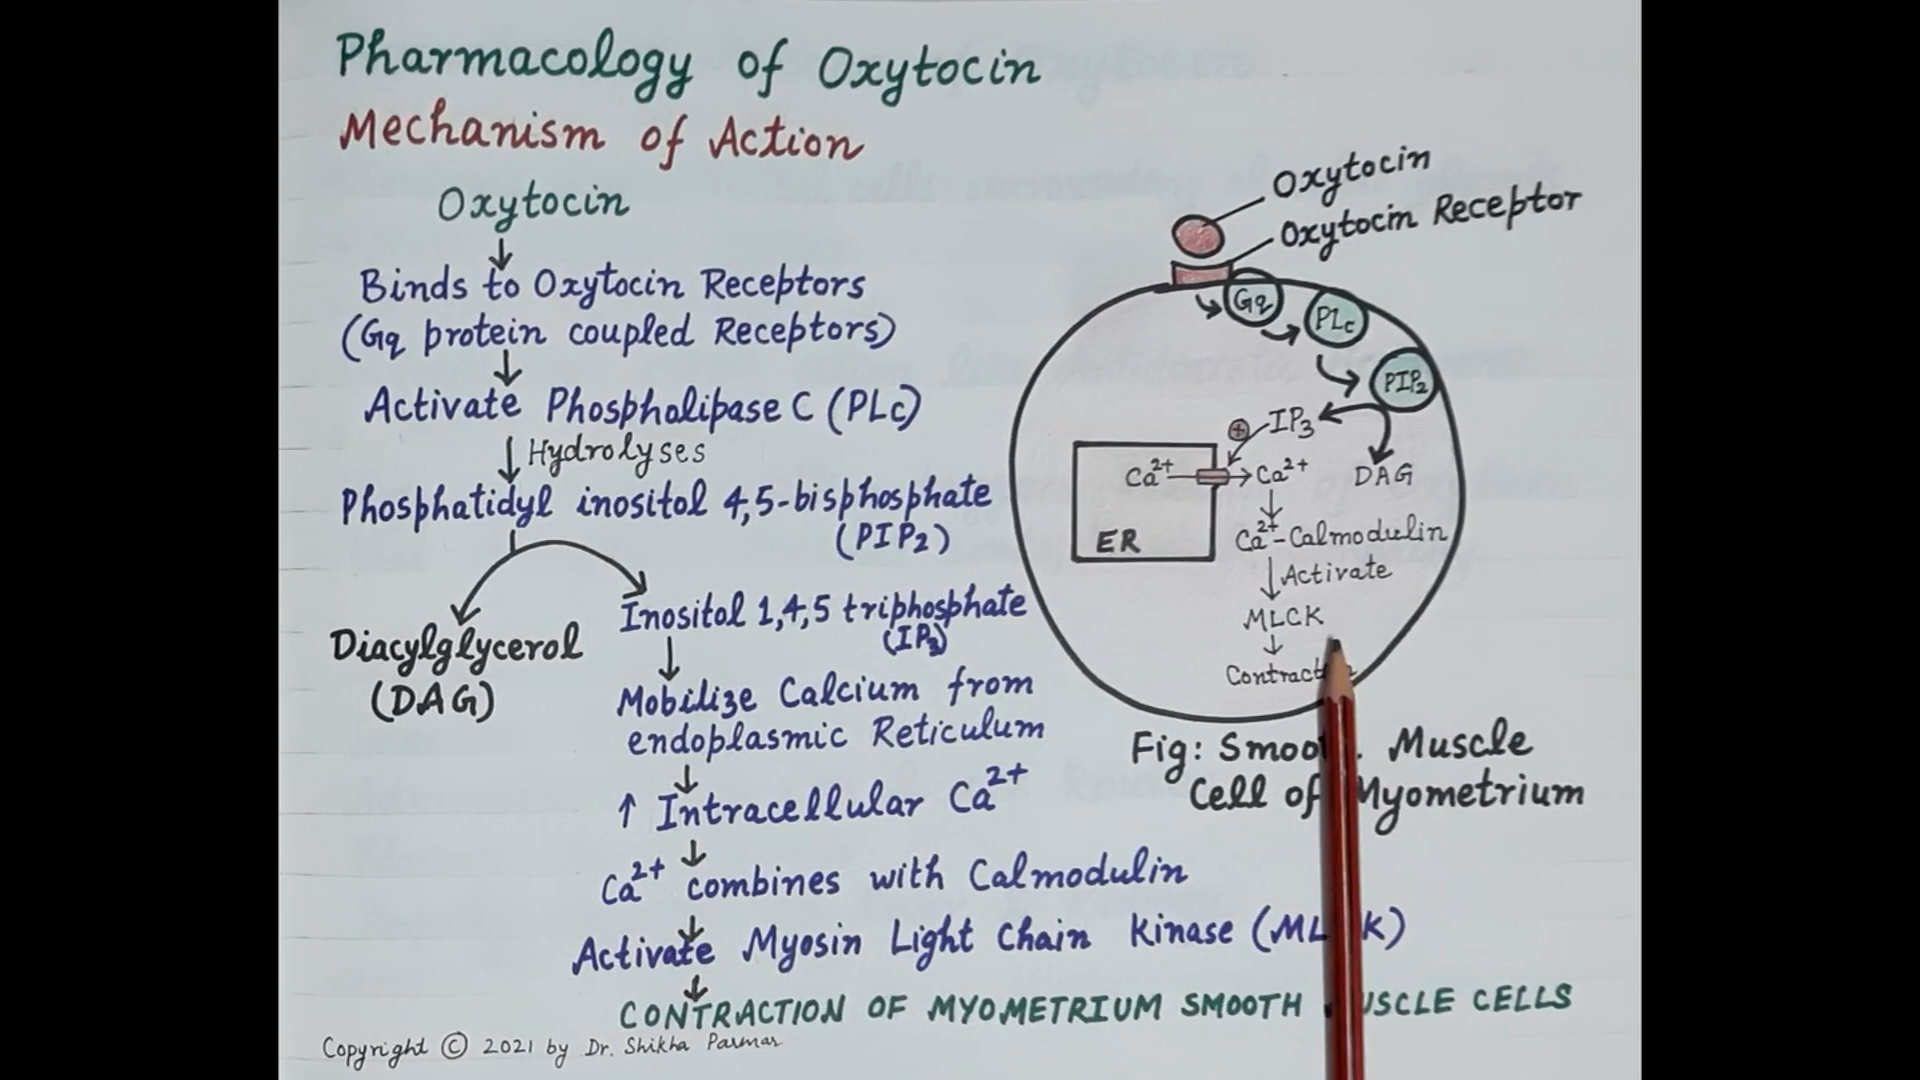 Pharmacology of Oxytocin
Mechanism of Action
Oxytocin
Binds to Oxytocin Receptors
(Gq protein coupled Receptors)
Activate Phospholipase C (PLc)
Hydrolyses
Phosphatidyl inositol 4,5-bisphosphate
(PIP2)
Diacylglycerol
(DAG)
Inositol 1,4,5 triphosphate
(IP3)
Mobilize Calcium from
endoplasmic Reticulum
↑ Intracellular Ca2+
Ca2+ combines with Calmodulin
Activate Myosin Light Chain Kinase
CONTRACTION OF MYOMETRIUM SMOOTH CELLS
Copyright © 2021 by Dr. Shikha Parmar
Oxytocin
Oxytocin Receptor
Gq
PLc
PIP2
IP3
DAG
Ca2+
Ca2+
ER
Ca2+-Calmodulin
Activate
MLCK
Fig: Muscle
Cell of Myometrium